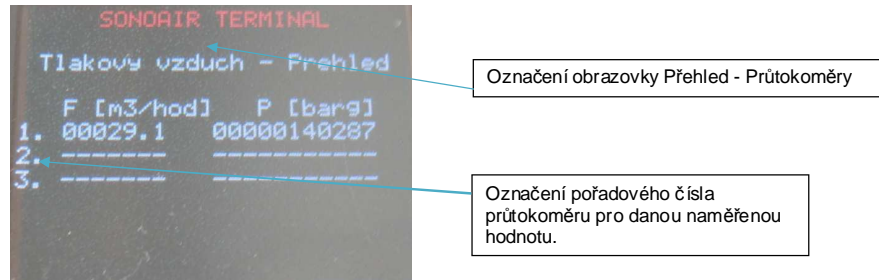 SONOAIR TERMINAL
Tlakovy vzduch - Prehled
F [m3/hod] P [barg]
1. 00029.1 00000140287
2. ------- -----------
3. ------- -----------
Označení obrazovky Přehled - Průtokoměry
Označení pořadového čísla
průtokoměru pro danou naměřenou
hodnotu.